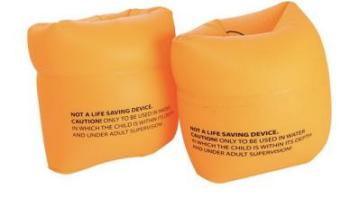 NOT A LIFE SAVING DEVICE.
CAUTION! ONLY TO BE USED IN WATER
IN WHICH THE CHILD IS WITHIN ITS DEPTH
AND UNDER ADULT SUPERVISION!
NOT A LIFE SAVING DEVICE.
CAUTION! ONLY TO BE USED IN WATER
IN WHICH THE CHILD IS WITHIN ITS DEPTH
AND UNDER ADULT SUPERVISION!